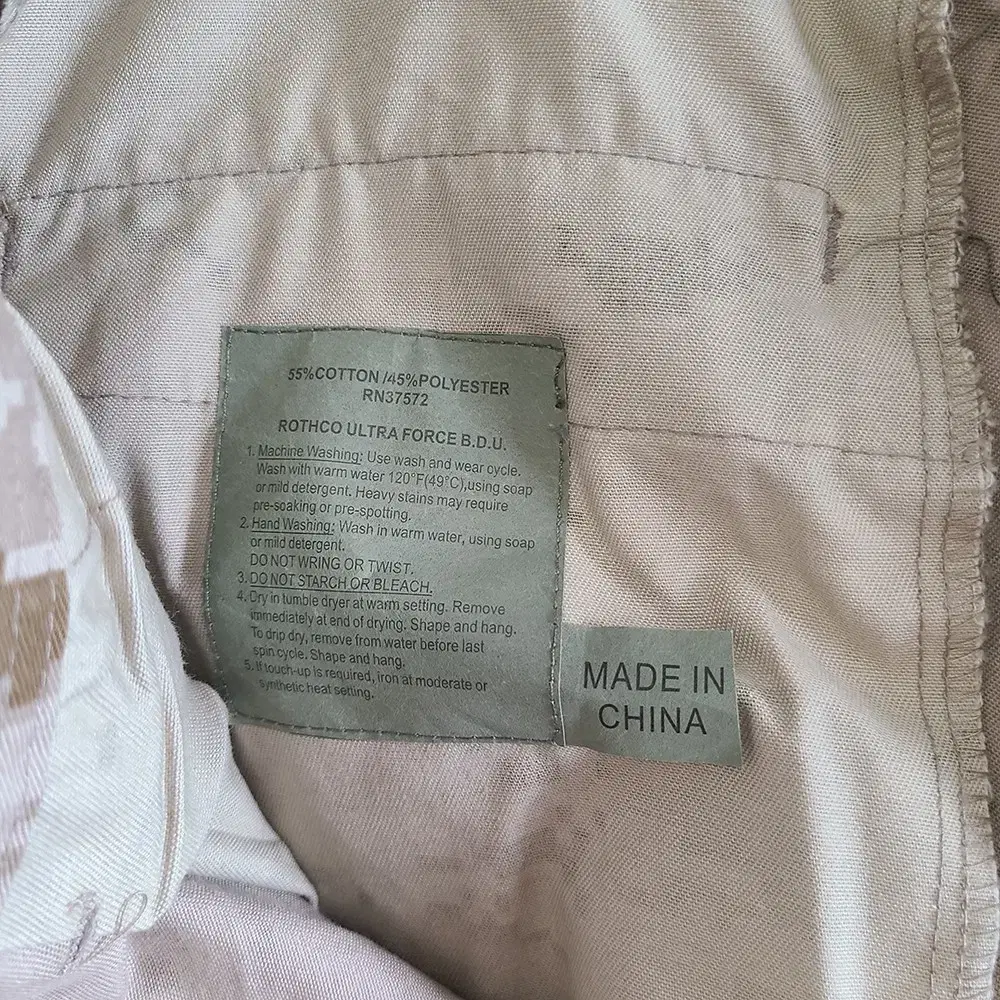 55%COTTON /45%POLYESTER
RN37572
ROTHCO ULTRA FORCE B.D.U.
1. Machine Washing: Use wash and wear cycle.
Wash with warm water 120°F(49°C),using soap
or mild detergent. Heavy stains may require
pre-soaking or pre-spotting.
2. Hand Washing: Wash in warm water, using soap
or mild detergent.
DO NOT WRING OR TWIST.
3. DO NOT STARCH OR BLEACH.
4. Dry in tumble dryer at warm setting. Remove
immediately at end of drying. Shape and hang.
To drip dry, remove from water before last
spin cycle. Shape and hang.
5. If touch-up is required, iron at moderate or
synthetic heat setting.
MADE IN
CHINA